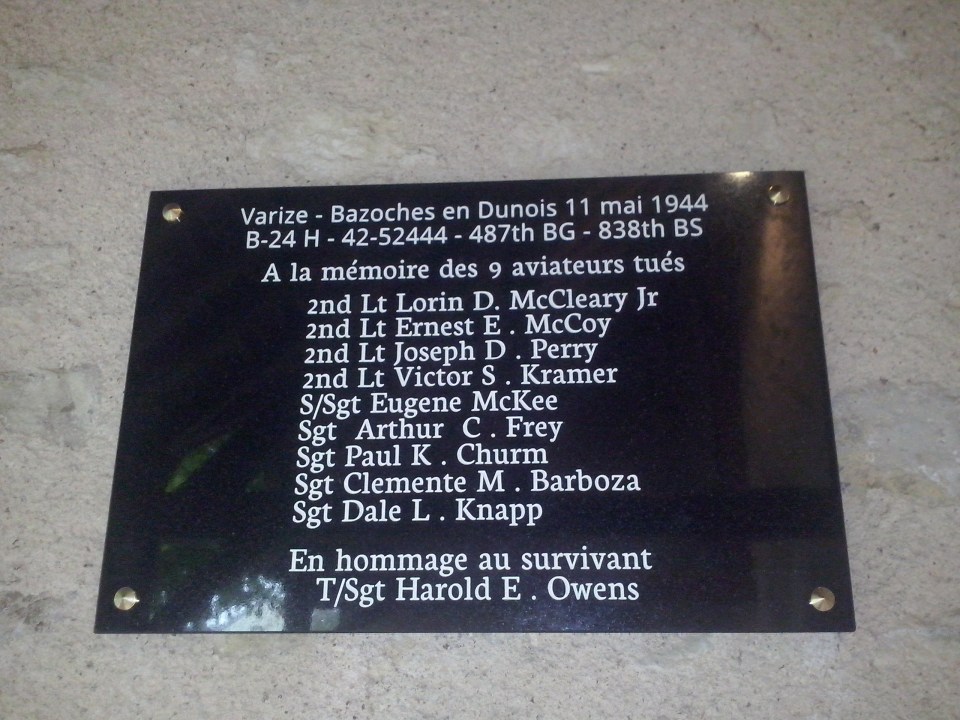 Varize - Bazoches en Dunois 11 mai 1944
B-24 H - 42-52444 - 487th BG - 838th BS
A la mémoire des 9 aviateurs tués
2nd Lt Lorin D. McCleary Jr
2nd Lt Ernest E . McCoy
2nd Lt Joseph D . Perry
2nd Lt Victor S . Kramer
S/Sgt Eugene McKee
Sgt Arthur C . Frey
Sgt Paul K . Churm
Sgt Clemente M . Barboza
Sgt Dale L . Knapp
En hommage au survivant
T/Sgt Harold E . Owens